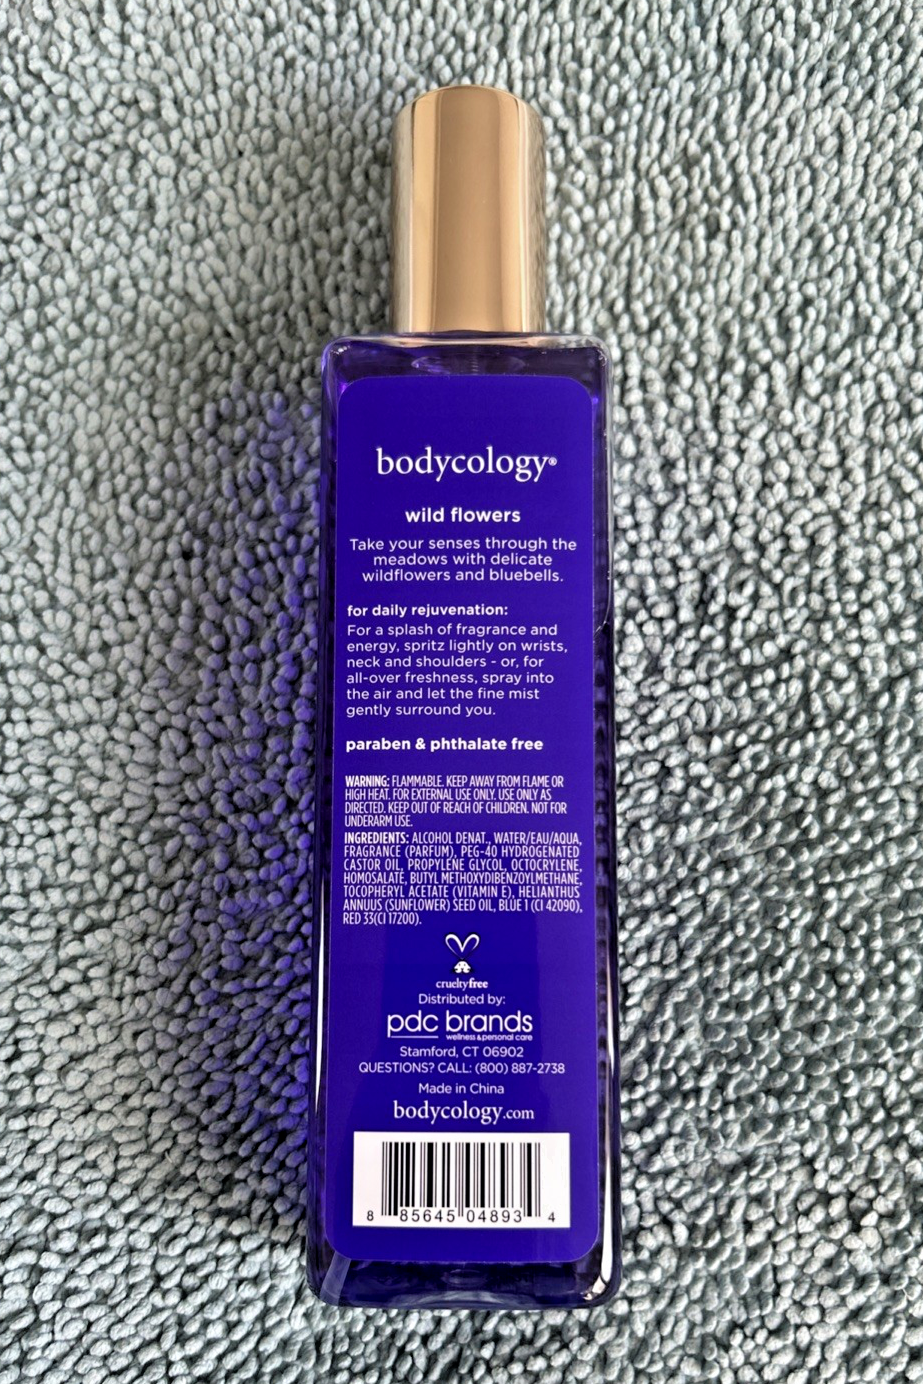 bodycology®
wild flowers
Take your senses through the
meadows with delicate
wildflowers and bluebells.
for daily rejuvenation:
For a splash of fragrance and
energy, spritz lightly on wrists,
neck and shoulders - or, for
all-over freshness, spray into
the air and let the fine mist
gently surround you.
paraben & phthalate free
WARNING: FLAMMABLE. KEEP AWAY FROM FLAME OR
HIGH HEAT. FOR EXTERNAL USE ONLY. USE ONLY AS
DIRECTED. KEEP OUT OF REACH OF CHILDREN. NOT FOR
UNDERARM USE.
INGREDIENTS: ALCOHOL DENAT., WATER/EAU/AQUA,
FRAGRANCE (PARFUM), PEG-40 HYDROGENATED
CASTOR OIL, PROPYLENE GLYCOL, OCTOCRYLENE,
HOMOSALATE, BUTYL METHOXYDIBENZOYLMETHANE,
TOCOPHERYL ACETATE (VITAMIN E), HELIANTHUS
ANNUUS (SUNFLOWER) SEED OIL, BLUE 1 (CI 42090),
RED 33(CI 17200).
crueltyfree
Distributed by:
pdc brands
wellness & personal care
Stamford, CT 06902
QUESTIONS? CALL: (800) 887-2738
Made in China
bodycology.com
8 85645 04893 4